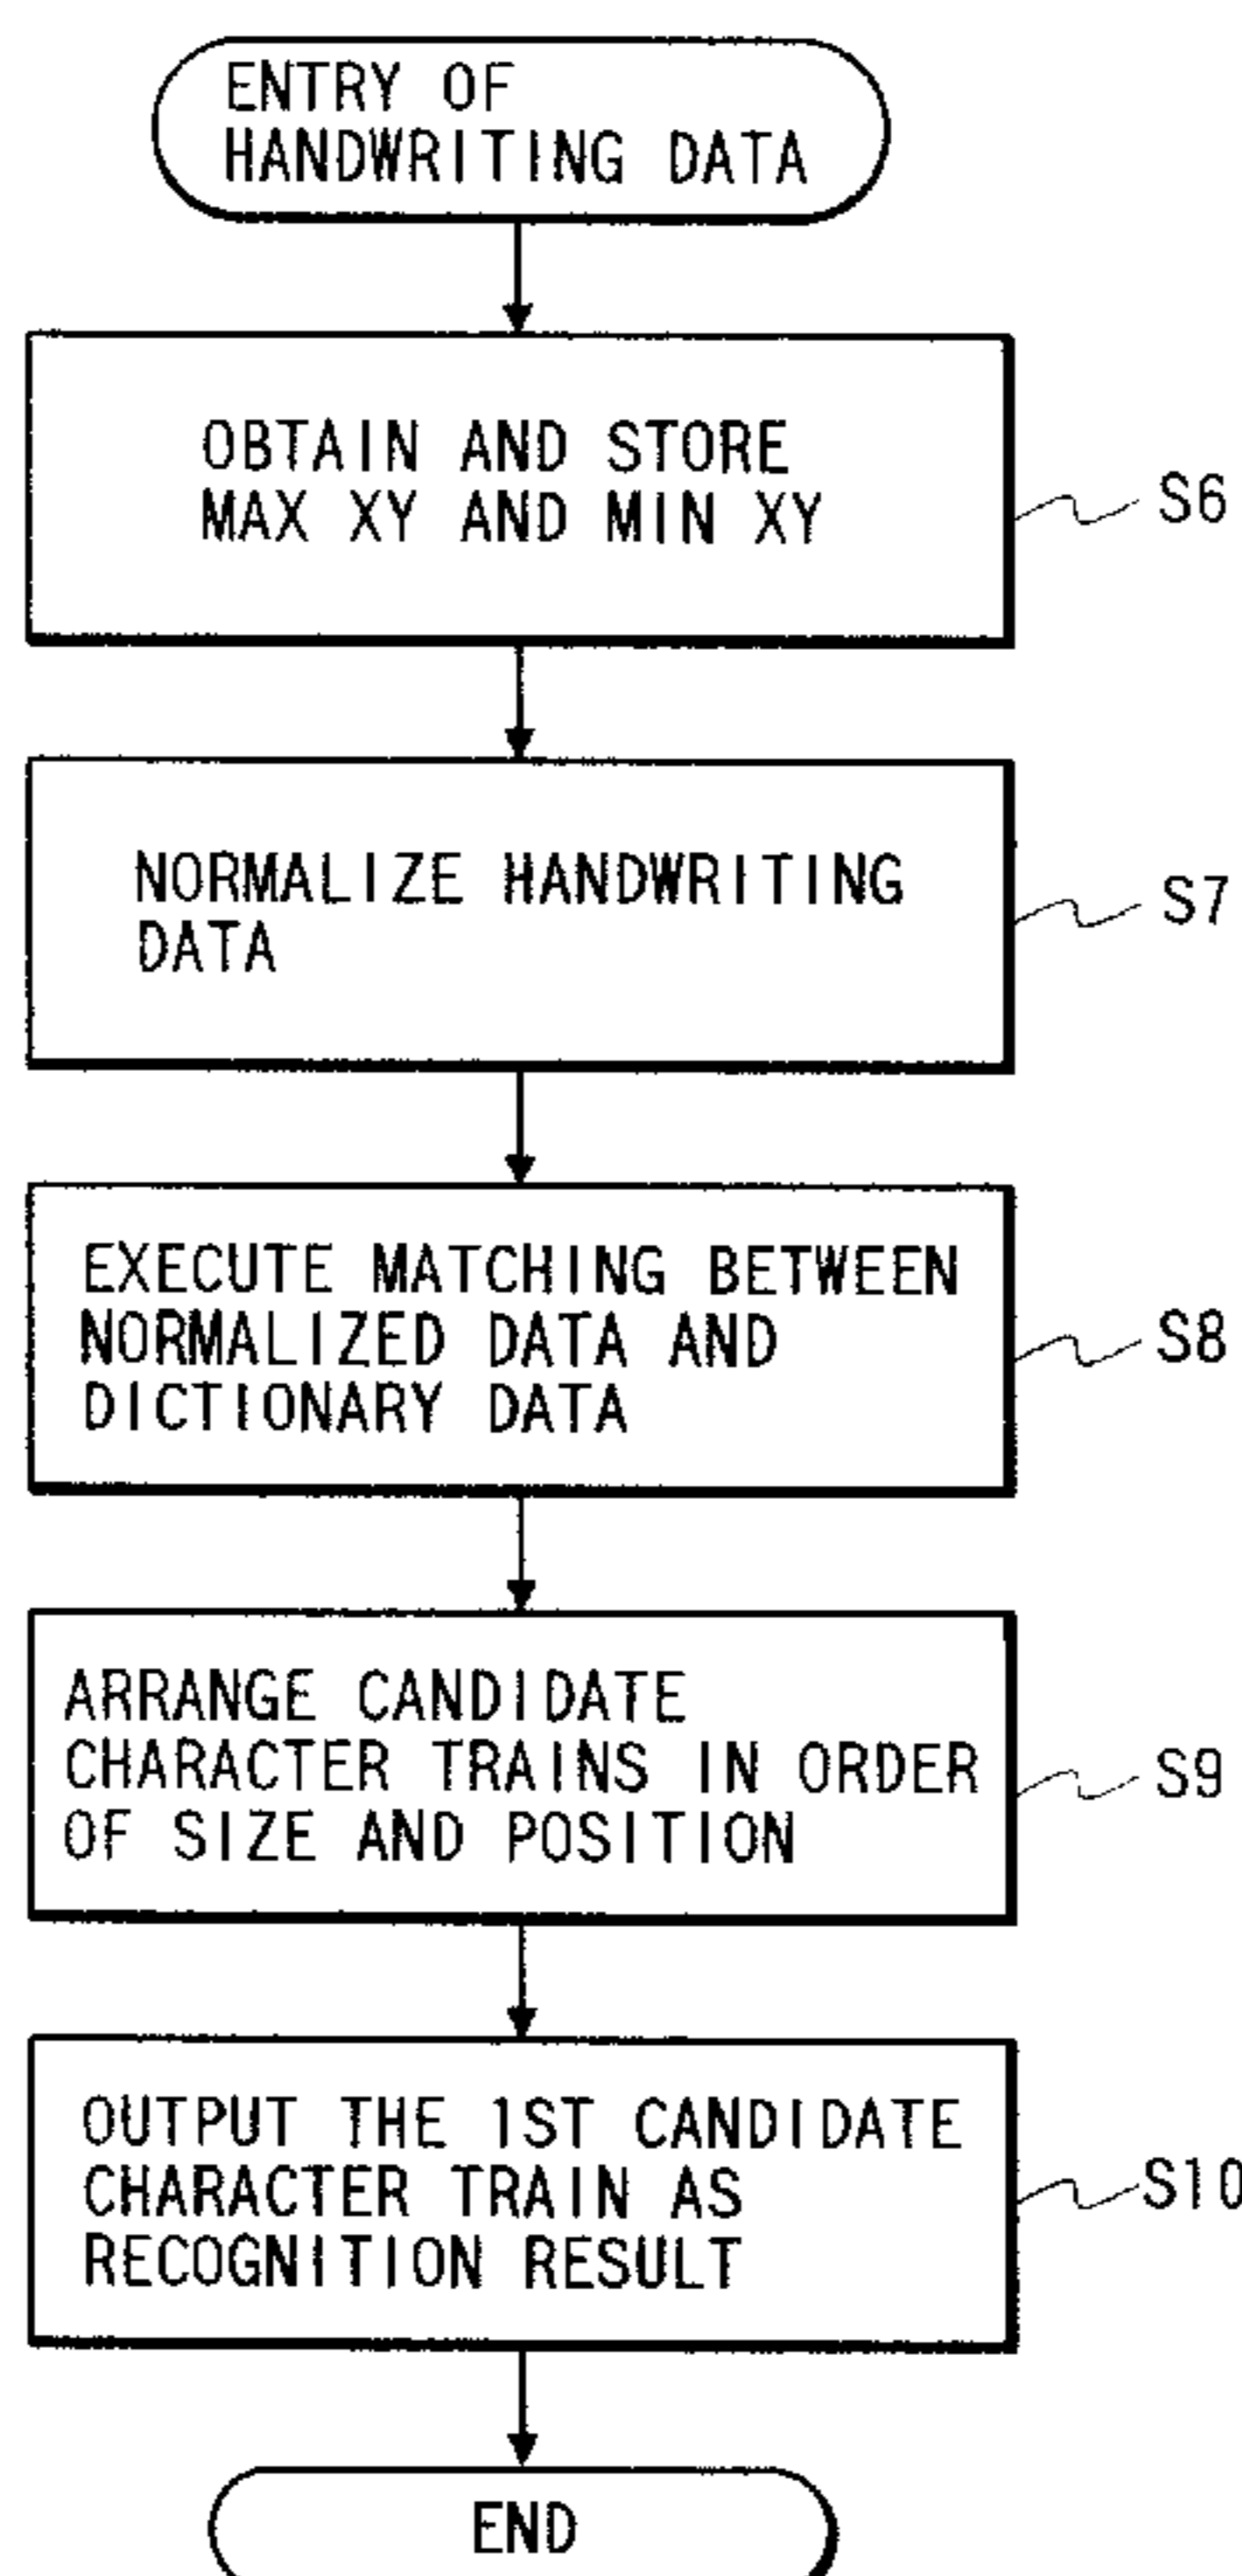 ENTRY OF
HANDWRITING DATA
OBTAIN AND STORE
MAX XY AND MIN XY
S6
NORMALIZE HANDWRITING
DATA
S7
EXECUTE MATCHING BETWEEN
NORMALIZED DATA AND
DICTIONARY DATA
S8
ARRANGE CANDIDATE
CHARACTER TRAINS IN ORDER
OF SIZE AND POSITION
S9
OUTPUT THE 1ST CANDIDATE
CHARACTER TRAIN AS
RECOGNITION RESULT
S10
END